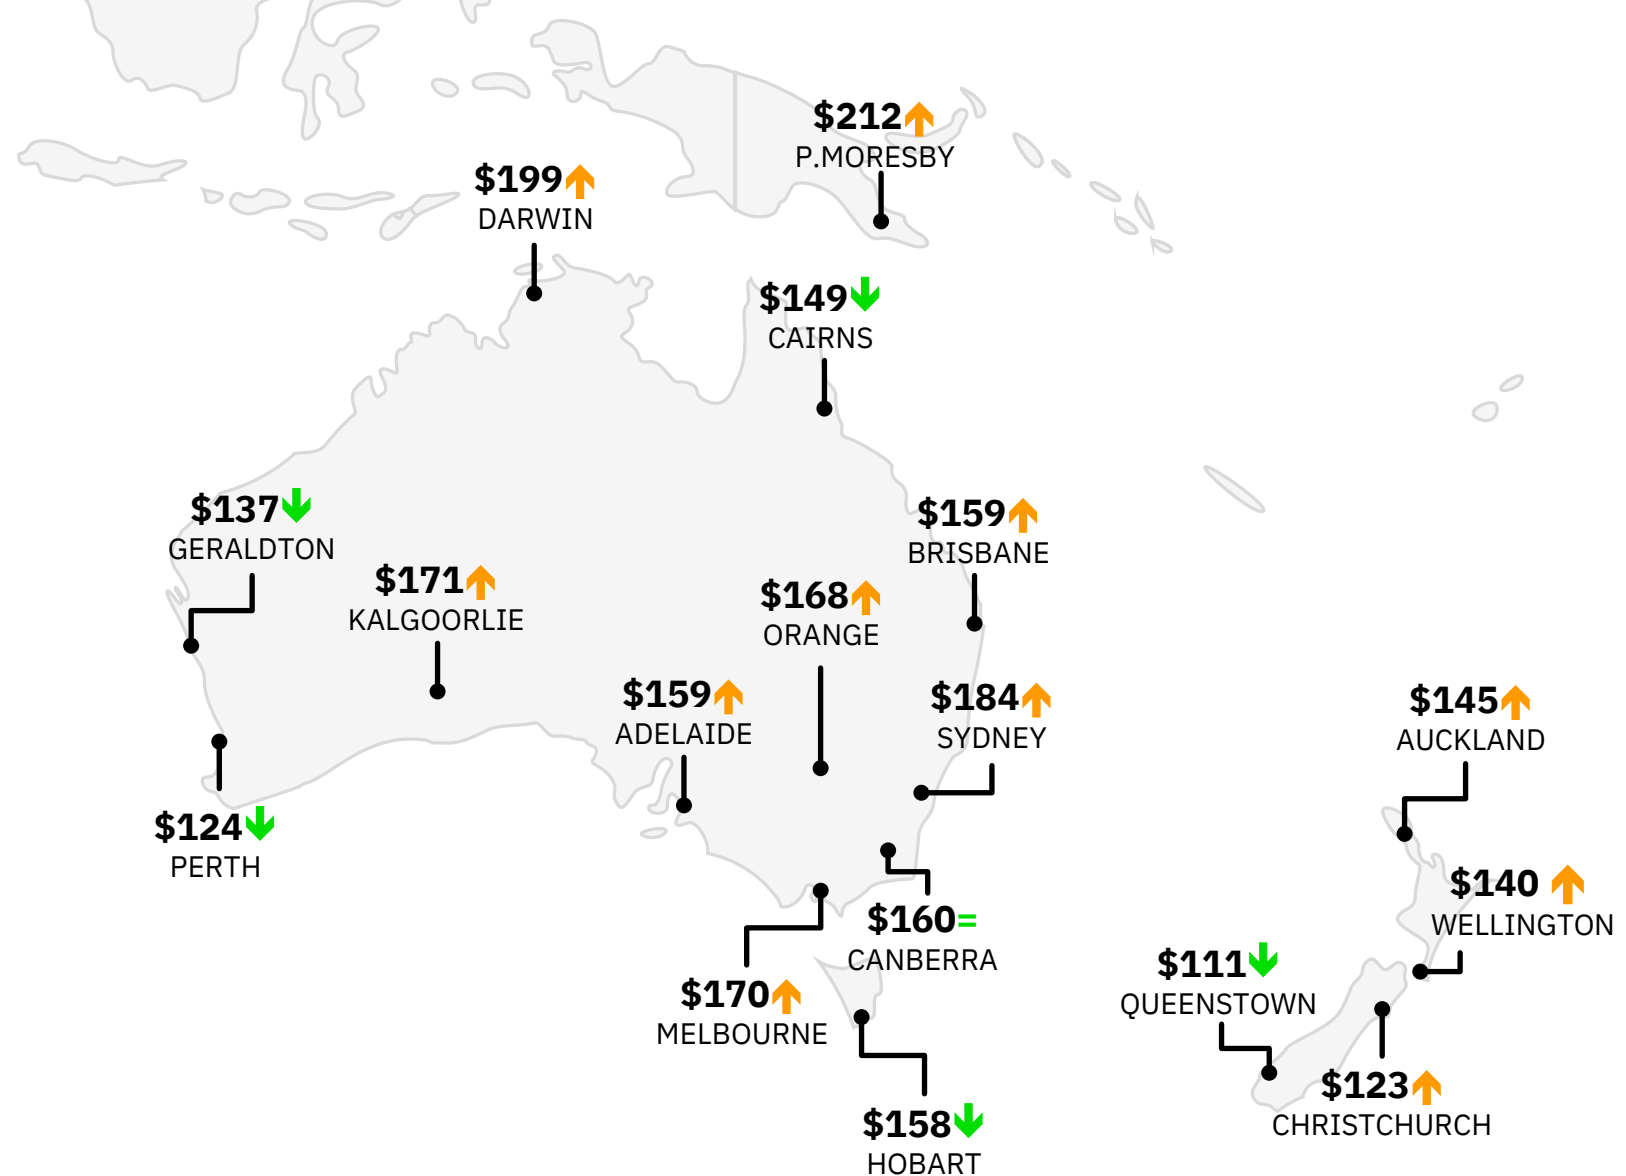 $212
P.MORESBY
$199
DARWIN
$149
CAIRNS
$137
GERALDTON
$159
BRISBANE
$171
KALGOORLIE
$168
ORANGE
$159
ADELAIDE
$184
SYDNEY
$145
AUCKLAND
$124
PERTH
$140
WELLINGTON
$160=
CANBERRA
$111
QUEENSTOWN
$170
MELBOURNE
$123
CHRISTCHURCH
$158
HOBART